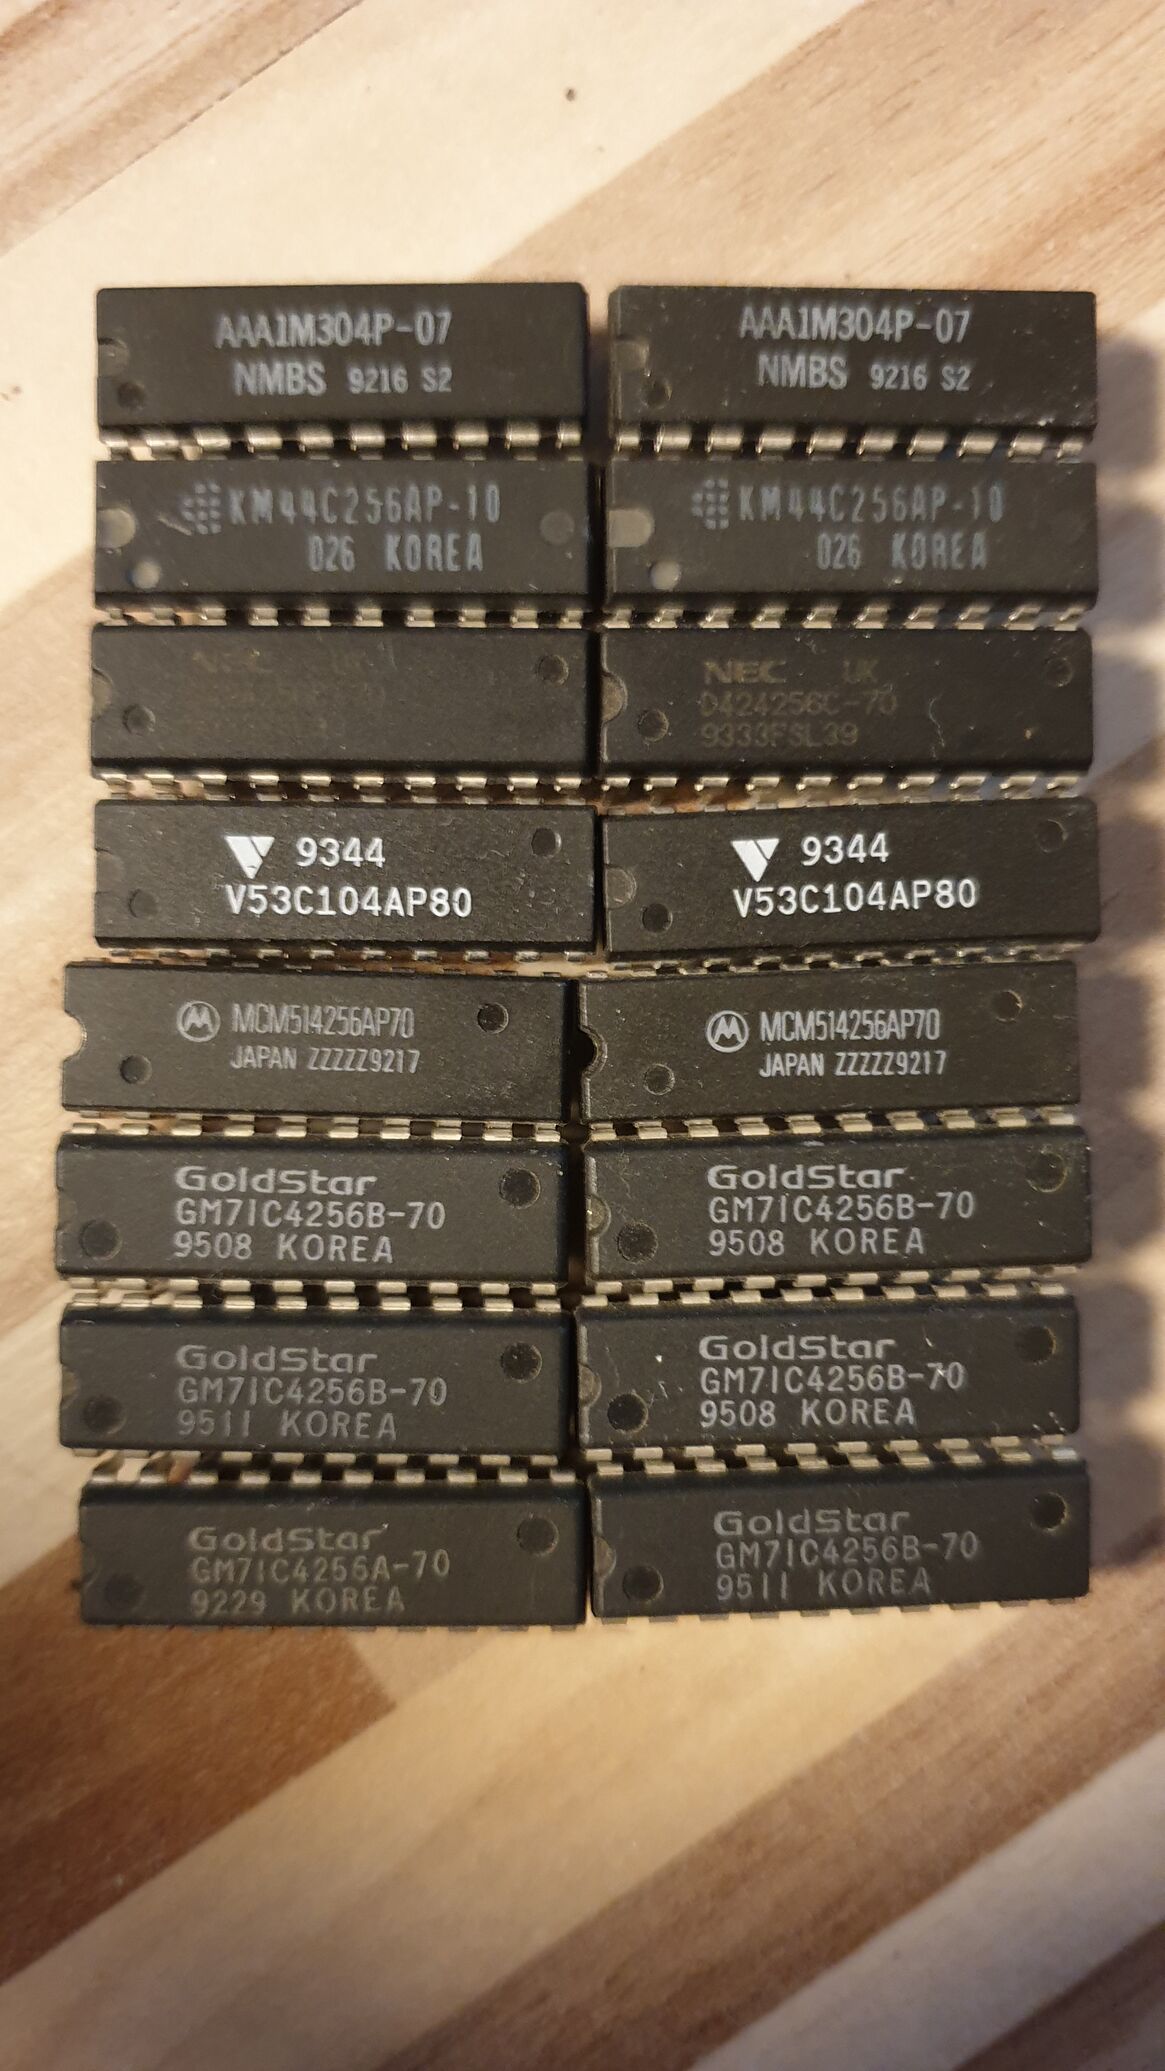 AAA1M304P-07
NMBS 9216 S2
AAA1M304P-07
NMBS 9216 S2
KM44C256AP-10
026 KOREA
KM44C256AP-10
026 KOREA
NEC UK
NEC UK
D424256C-70
9333FSL39
9344
V53C104AP80
9344
V53C104AP80
MCM514256AP70
JAPAN ZZZZZ9217
MCM514256AP70
JAPAN ZZZZZ9217
GoldStar
GM71C4256B-70
9508 KOREA
GoldStar
GM71C4256B-70
9508 KOREA
GoldStar
GM71C4256B-70
9511 KOREA
GoldStar
GM71C4256B-70
9508 KOREA
GoldStar
GM71C4256A-70
9229 KOREA
GoldStar
GM71C4256B-70
9511 KOREA